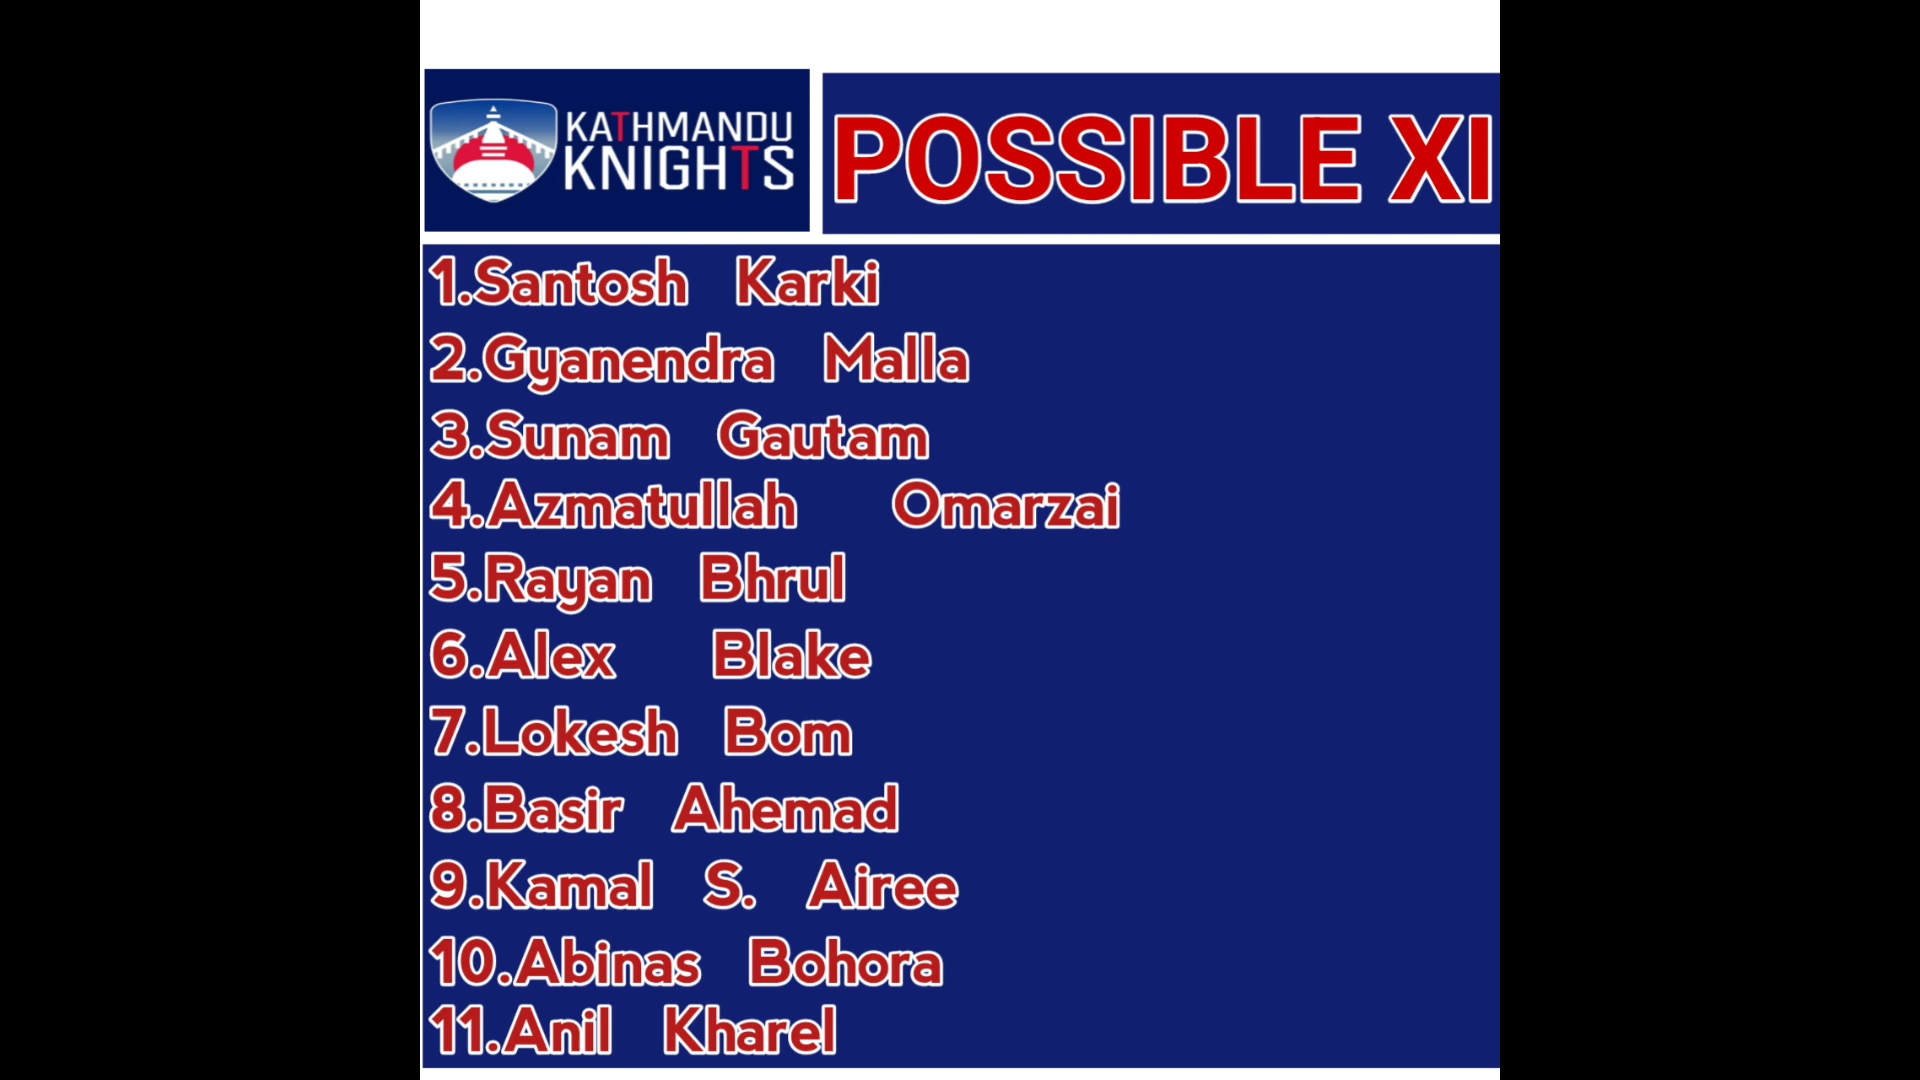 KATHMANDU
KNIGHTS
POSSIBLE XI
1.Santosh Karki
2.Gyanendra Malla
3.Sunam Gautam
4.Azmatullah Omarzai
5.Rayan Bhrul
6.Alex Blake
7.Lokesh Bom
8.Basir Ahemad
9.Kamal S. Airee
10.Abinas Bohora
11.Anil Kharel